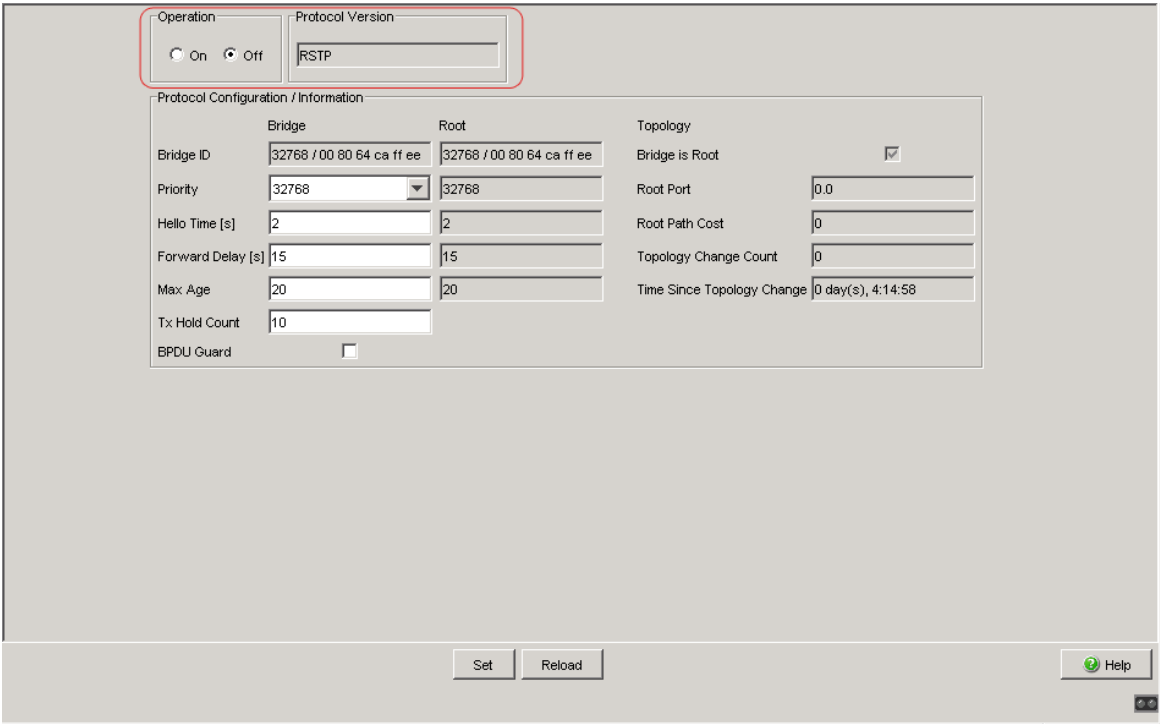 Operation
Protocol Version
On Off
RSTP
Protocol Configuration / Information
Bridge Root Topology
Bridge ID 32768 / 00 80 64 ca ff ee 32768 / 00 80 64 ca ff ee Bridge is Root
Priority 32768 32768 Root Port 0.0
Hello Time [s] 2 2 Root Path Cost 0
Forward Delay [s] 15 15 Topology Change Count 0
Max Age 20 20 Time Since Topology Change 0 day(s), 4:14:58
Tx Hold Count 10
BPDU Guard
Set Reload Help